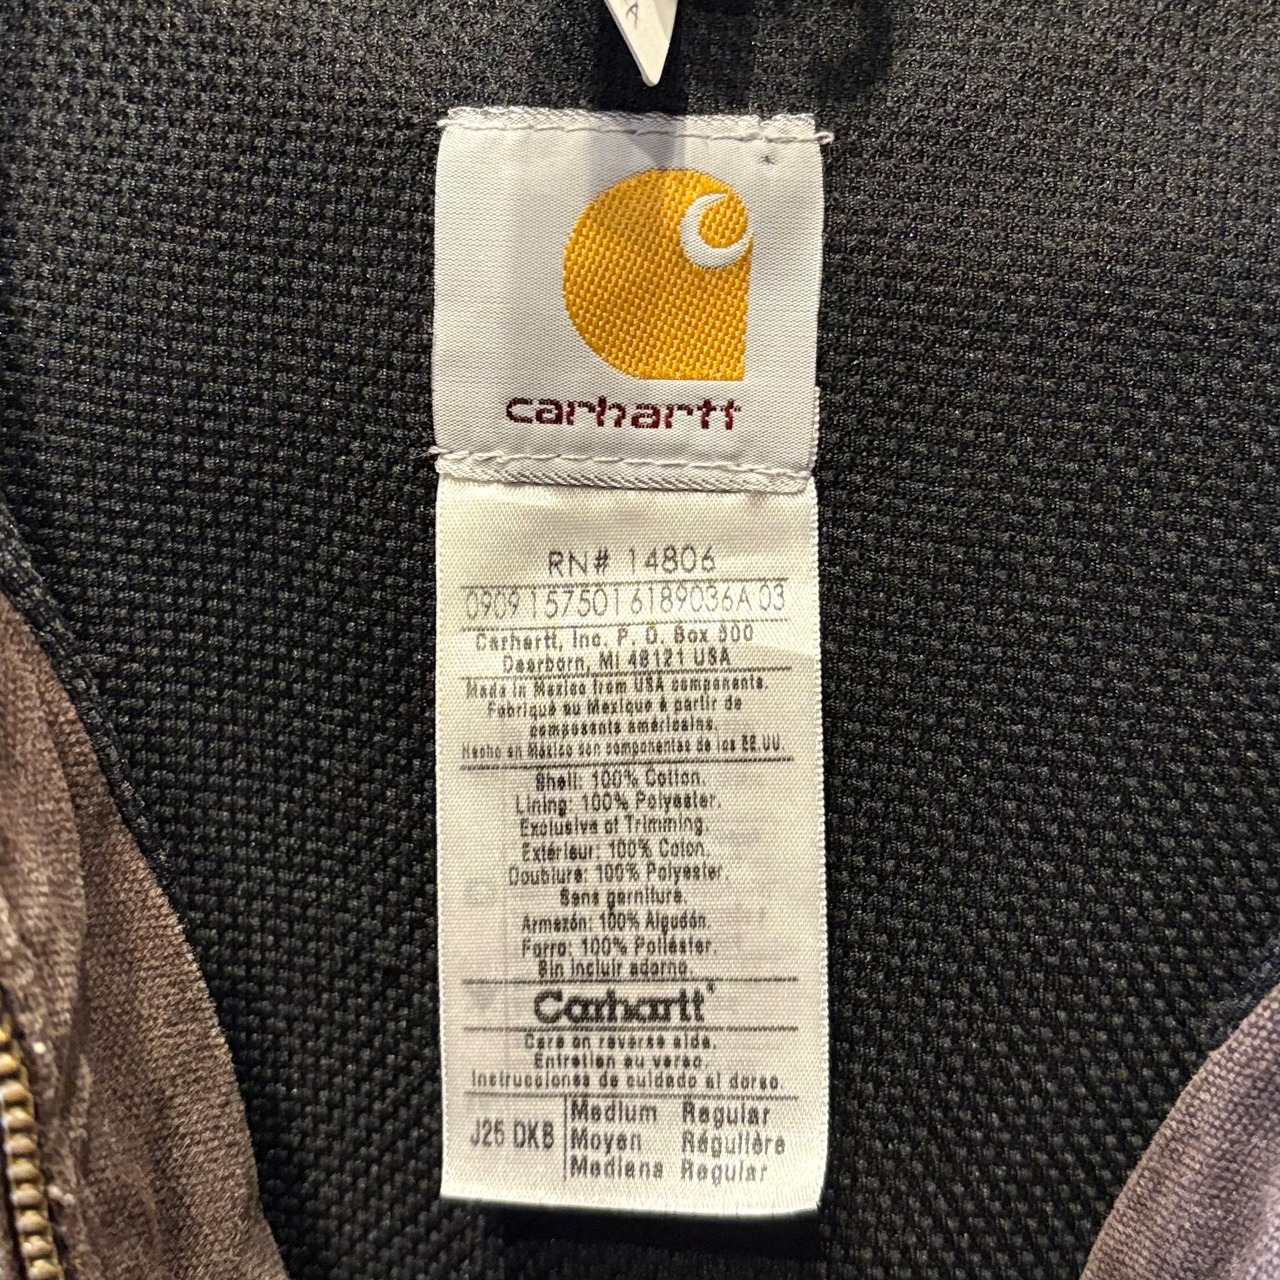 carhartt
RN# 14806
0909 1575016189036A 03
Carhartt, Inc. P. O. Box 500
Dearborn, MI 48121 USA
Made in Mexico from USA components.
Fabriqué au Mexique à partir de
composants américains.
Hecho en México con componentes de los EE.UU.
Shell: 100% Cotton.
Lining: 100% Polyester.
Exclusive of Trimming.
Extérieur: 100% Coton.
Doublure: 100% Polyester.
Sans garniture.
Armazón: 100% Algodón.
Forro: 100% Poliéster.
Sin incluir adorno.
Carhartt®
Care on reverse side.
Entretien au verso.
Instrucciones de cuidado al dorso.
J25 DKB
Medium Regular
Moyen Régulière
Mediana Regular